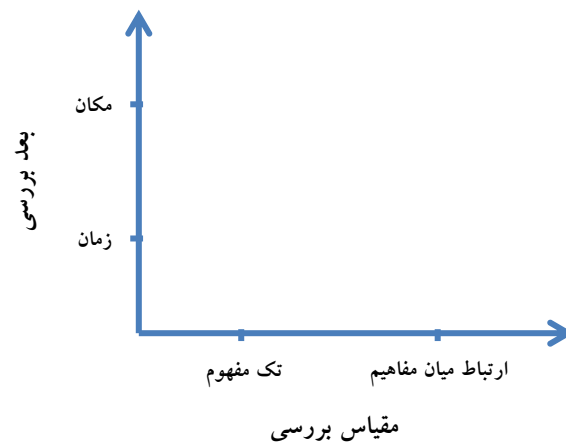 مکان
بعد بررسی
زمان
تک مفهوم
ارتباط میان مفاهیم
مقیاس بررسی